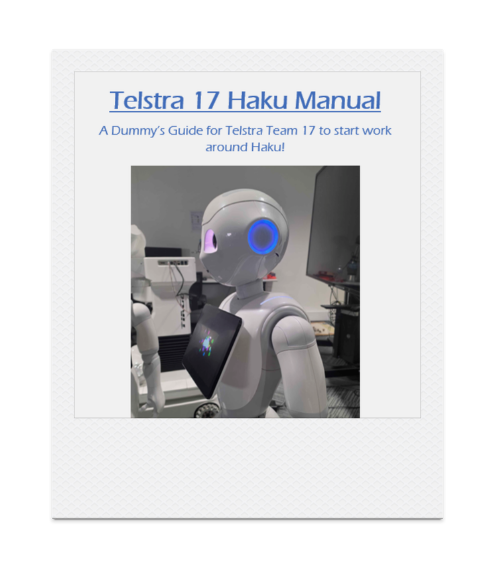 Telstra 17 Haku Manual
A Dummy's Guide for Telstra Team 17 to start work
around Haku!